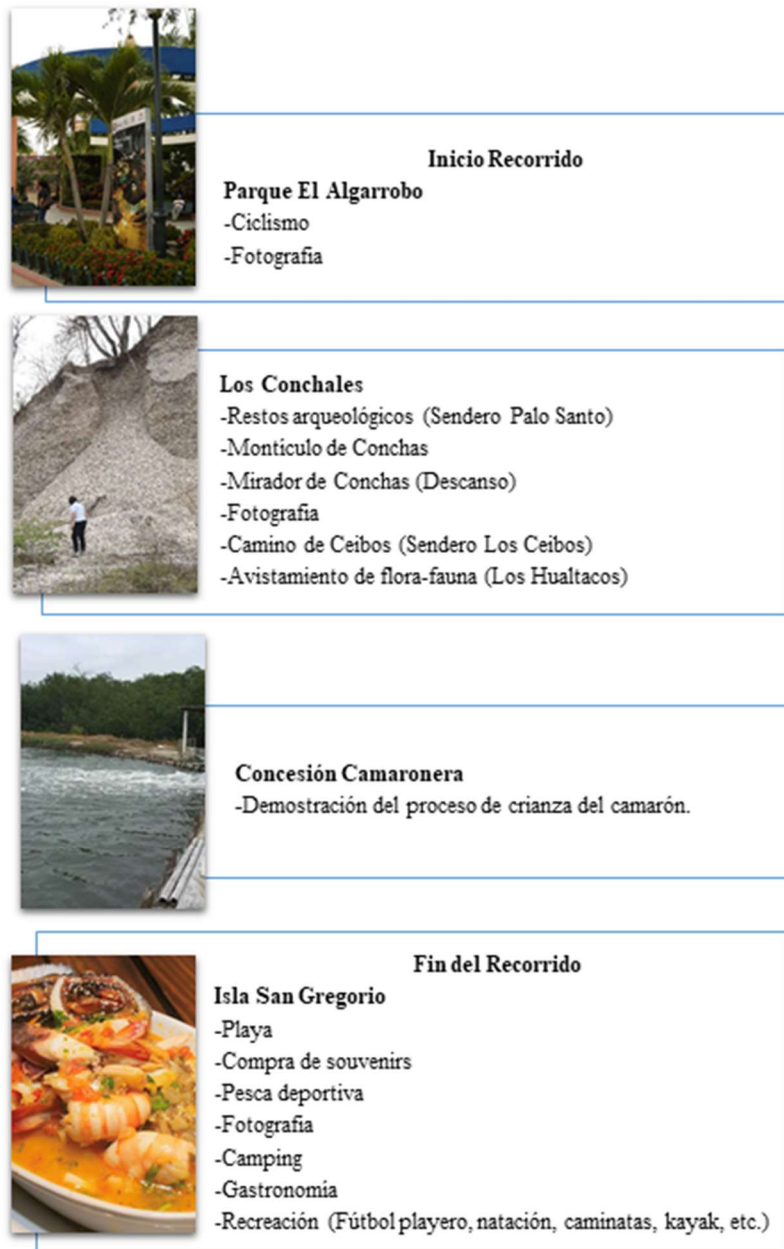 Inicio Recorrido
Parque El Algarrobo
-Ciclismo
-Fotografia
Los Conchales
-Restos arqueológicos (Sendero Palo Santo)
-Montículo de Conchas
-Mirador de Conchas (Descanso)
-Fotografia
-Camino de Ceibos (Sendero Los Ceibos)
-Avistamiento de flora-fauna (Los Hualtacos)
Concesión Camaronera
-Demostración del proceso de crianza del camarón.
Fin del Recorrido
Isla San Gregorio
-Playa
-Compra de souvenirs
-Pesca deportiva
-Fotografia
-Camping
-Gastronomía
-Recreación (Fútbol playero, natación, caminatas, kayak, etc.)